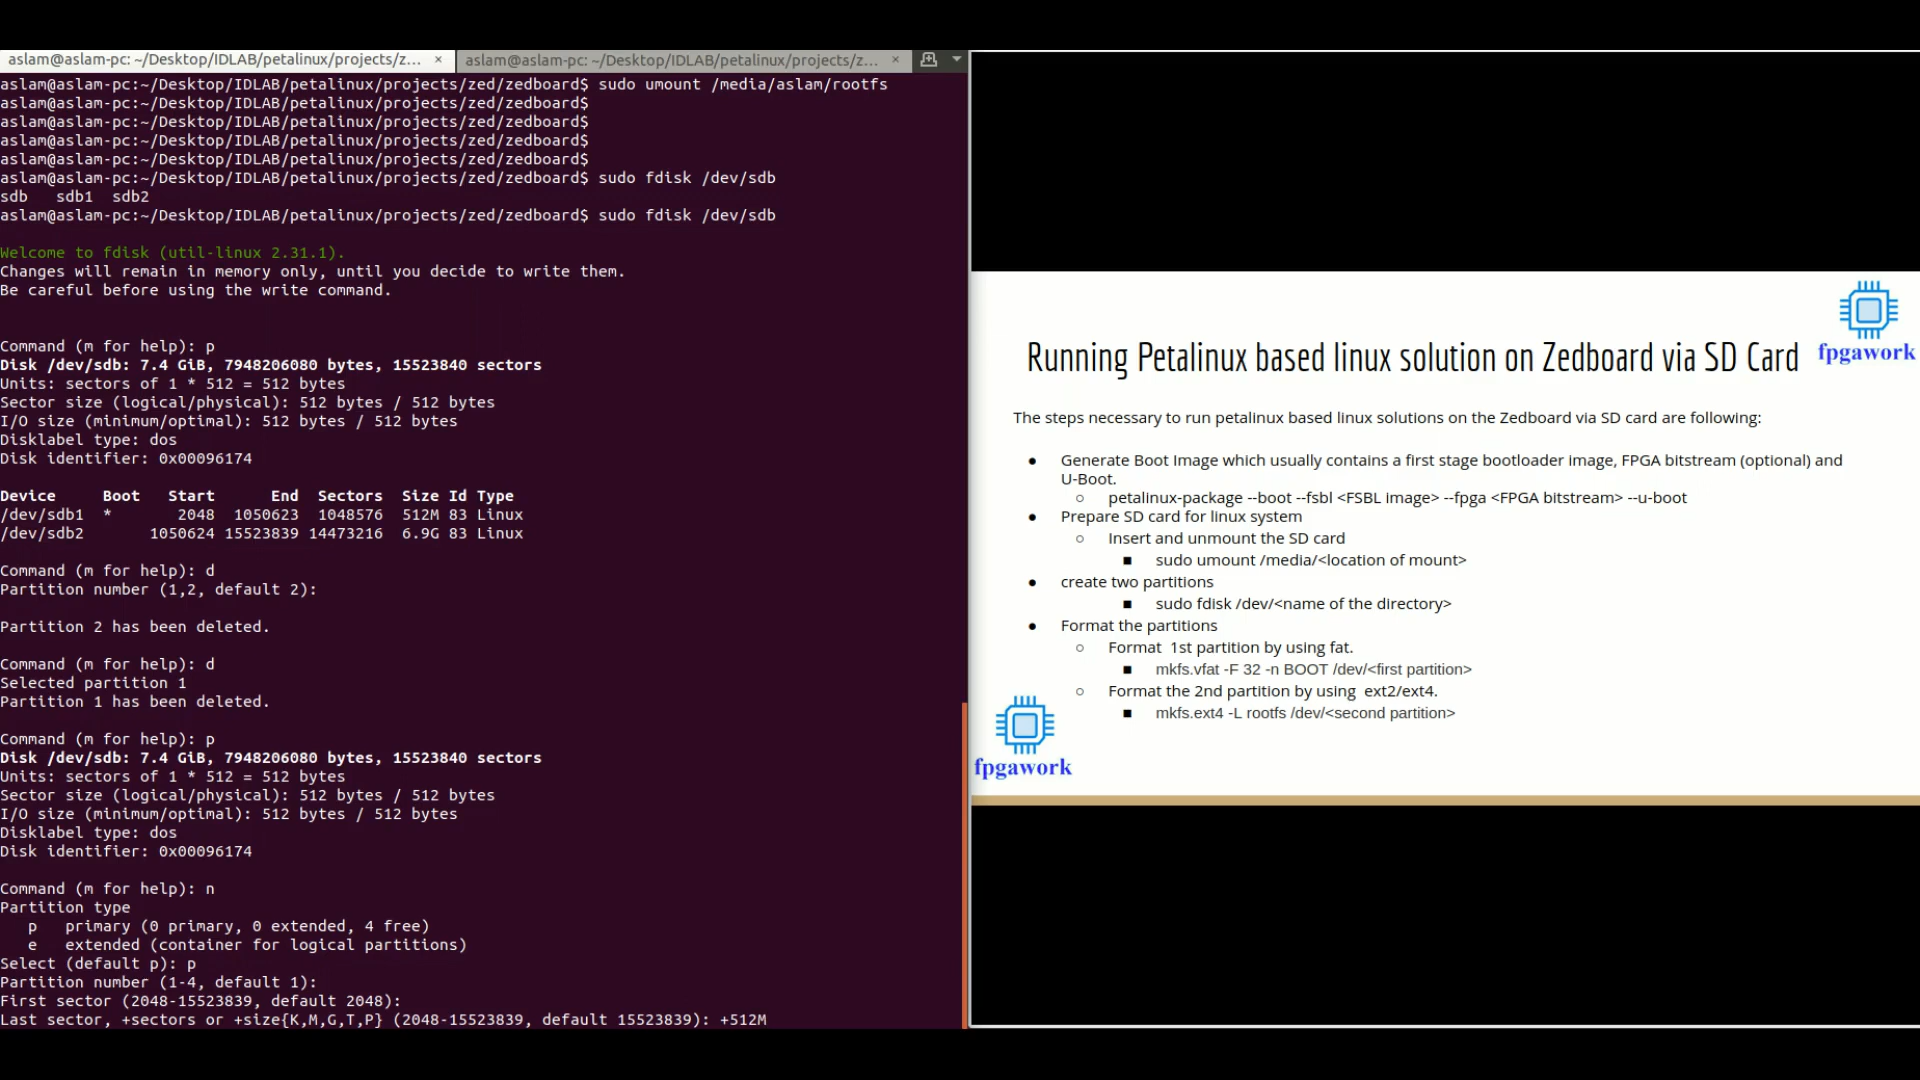 aslam@aslam-pc: ~/Desktop/IDLAB/petalinux/projects/z... ×
aslam@aslam-pc: ~/Desktop/IDLAB/petalinux/projects/z... ×
aslam@aslam-pc:~/Desktop/IDLAB/petalinux/projects/zed/zedboard$ sudo umount /media/aslam/rootfs
aslam@aslam-pc:~/Desktop/IDLAB/petalinux/projects/zed/zedboard$
aslam@aslam-pc:~/Desktop/IDLAB/petalinux/projects/zed/zedboard$
aslam@aslam-pc:~/Desktop/IDLAB/petalinux/projects/zed/zedboard$
aslam@aslam-pc:~/Desktop/IDLAB/petalinux/projects/zed/zedboard$
aslam@aslam-pc:~/Desktop/IDLAB/petalinux/projects/zed/zedboard$ sudo fdisk /dev/sdb
sdb   sdb1  sdb2
aslam@aslam-pc:~/Desktop/IDLAB/petalinux/projects/zed/zedboard$ sudo fdisk /dev/sdb
Welcome to fdisk (util-linux 2.31.1).
Changes will remain in memory only, until you decide to write them.
Be careful before using the write command.
Command (m for help): p
Disk /dev/sdb: 7.4 GiB, 7948206080 bytes, 15523840 sectors
Units: sectors of 1 * 512 = 512 bytes
Sector size (logical/physical): 512 bytes / 512 bytes
I/O size (minimum/optimal): 512 bytes / 512 bytes
Disklabel type: dos
Disk identifier: 0x00096174
Device     Boot   Start      End  Sectors  Size Id Type
/dev/sdb1  *       2048  1050623  1048576  512M 83 Linux
/dev/sdb2       1050624 15523839 14473216  6.9G 83 Linux
Command (m for help): d
Partition number (1,2, default 2):
Partition 2 has been deleted.
Command (m for help): d
Selected partition 1
Partition 1 has been deleted.
Command (m for help): p
Disk /dev/sdb: 7.4 GiB, 7948206080 bytes, 15523840 sectors
Units: sectors of 1 * 512 = 512 bytes
Sector size (logical/physical): 512 bytes / 512 bytes
I/O size (minimum/optimal): 512 bytes / 512 bytes
Disklabel type: dos
Disk identifier: 0x00096174
Command (m for help): n
Partition type
   p   primary (0 primary, 0 extended, 4 free)
   e   extended (container for logical partitions)
Select (default p): p
Partition number (1-4, default 1):
First sector (2048-15523839, default 2048):
Last sector, +sectors or +size{K,M,G,T,P} (2048-15523839, default 15523839): +512M
fpgawork
Running Petalinux based linux solution on Zedboard via SD Card
The steps necessary to run petalinux based linux solutions on the Zedboard via SD card are following:
● Generate Boot Image which usually contains a first stage bootloader image, FPGA bitstream (optional) and
U-Boot.
○ petalinux-package --boot --fsbl <FSBL image> --fpga <FPGA bitstream> --u-boot
● Prepare SD card for linux system
○ Insert and unmount the SD card
■ sudo umount /media/<location of mount>
● create two partitions
■ sudo fdisk /dev/<name of the directory>
● Format the partitions
○ Format  1st partition by using fat.
■ mkfs.vfat -F 32 -n BOOT /dev/<first partition>
○ Format the 2nd partition by using  ext2/ext4.
■ mkfs.ext4 -L rootfs /dev/<second partition>
fpgawork